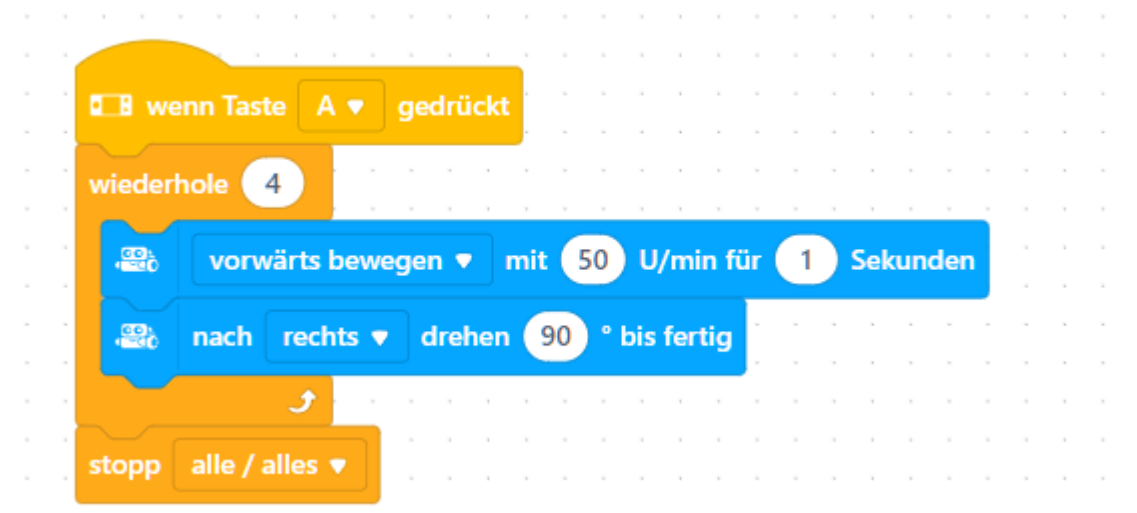 wenn Taste A gedrückt
wiederhole 4
vorwärts bewegen mit 50 U/min für 1 Sekunden
nach rechts drehen 90 ° bis fertig
stopp alle / alles